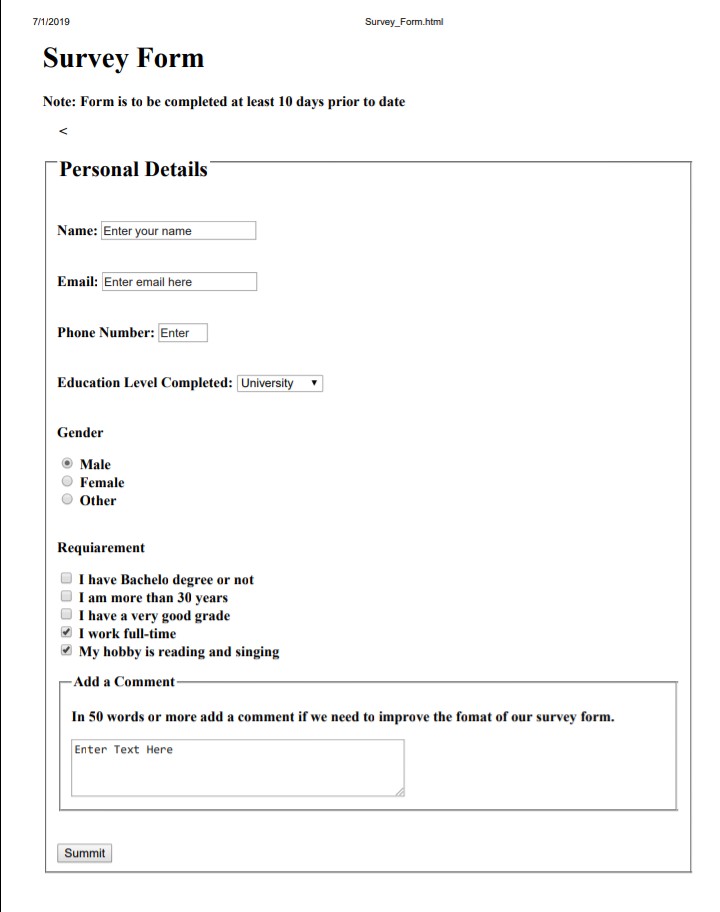 7/1/2019 Survey_Form.html
Survey Form
Note: Form is to be completed at least 10 days prior to date
<
Personal Details
Name: Enter your name
Email: Enter email here
Phone Number: Enter
Education Level Completed: University
Gender
Male
Female
Other
Requiarement
I have Bachelo degree or not
I am more than 30 years
I have a very good grade
I work full-time
My hobby is reading and singing
Add a Comment
In 50 words or more add a comment if we need to improve the fomat of our survey form.
Enter Text Here
Summit